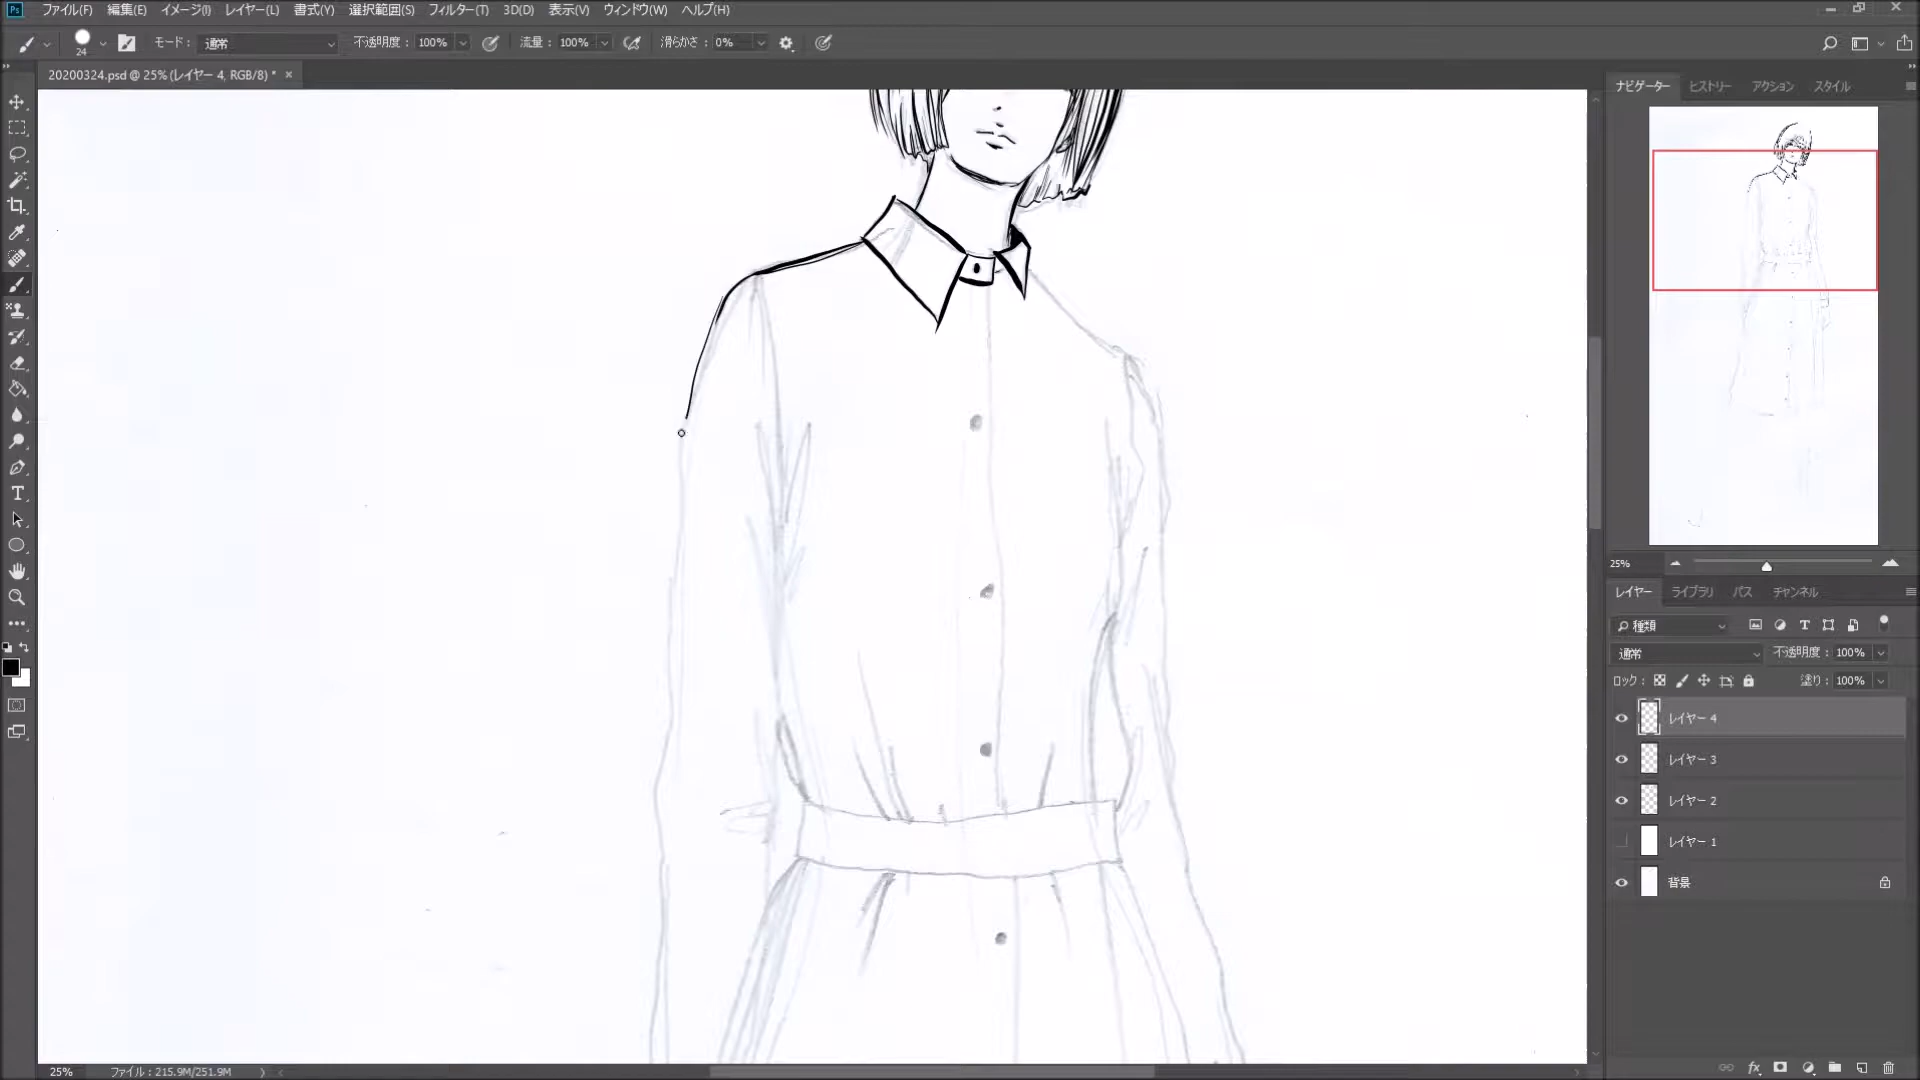 Ps ファイル(F) 編集(E) イメージ(I) レイヤー(L) 書式(Y) 選択範囲(S) フィルター(T) 3D(D) 表示(V) ウィンドウ(W) ヘルプ(H)
24 モード： 通常 不透明度： 100% 流量： 100% 滑らかさ： 0%
20200324.psd @ 25% (レイヤー 4, RGB/8) *
ナビゲーター ヒストリー アクション スタイル
25%
レイヤー ライブラリ パス チャンネル
種類
通常 不透明度： 100%
ロック： 塗り： 100%
レイヤー 4
レイヤー 3
レイヤー 2
レイヤー 1
背景
25% ファイル：215.9M/251.9M